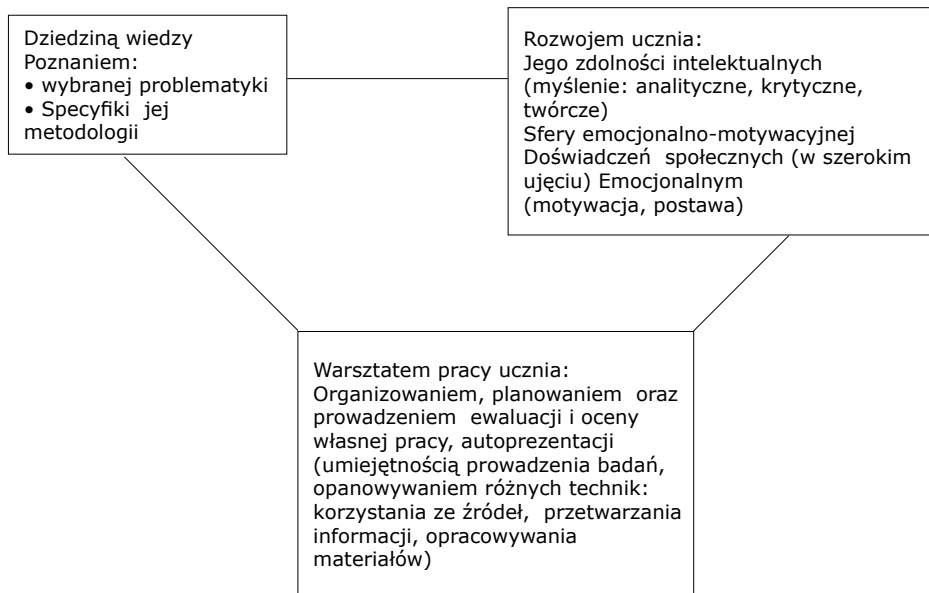 Dziedziną wiedzy
Poznaniem:
• wybranej problematyki
• Specyfiki  jej
metodologii
Rozwojem ucznia:
Jego zdolności intelektualnych
(myślenie: analityczne, krytyczne,
twórcze)
Sfery emocjonalno-motywacyjnej
Doświadczeń  społecznych (w szerokim
ujęciu) Emocjonalnym
(motywacja, postawa)
Warsztatem pracy ucznia:
Organizowaniem, planowaniem  oraz
prowadzeniem  ewaluacji i oceny
własnej pracy, autoprezentacji
(umiejętnością prowadzenia badań,
opanowywaniem różnych technik:
korzystania ze źródeł,  przetwarzania
informacji, opracowywania
materiałów)